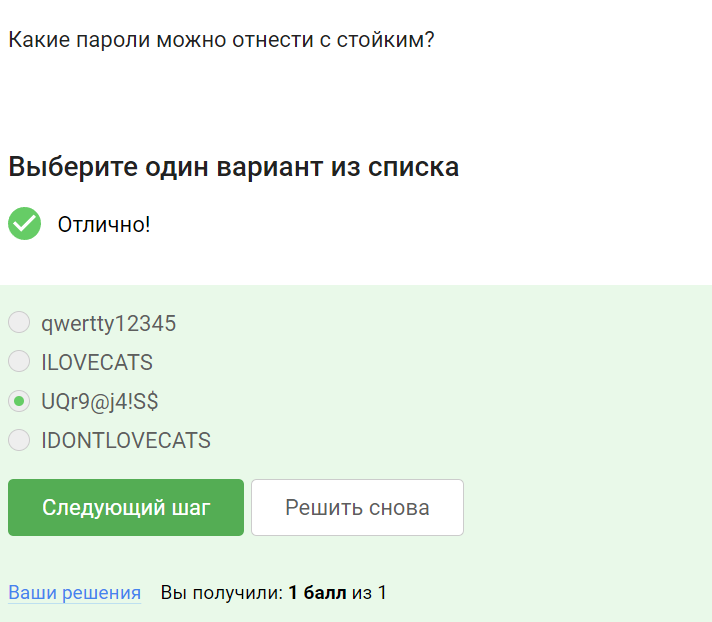 Какие пароли можно отнести с стойким?
Выберите один вариант из списка
Отлично!
qwertty12345
ILOVECATS
UQr9@j4!S$
IDONTLOVECATS
Следующий шаг Решить снова
Ваши решения Вы получили: 1 балл из 1